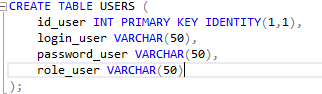 CREATE TABLE USERS (
id_user INT PRIMARY KEY IDENTITY(1,1),
login_user VARCHAR(50),
password_user VARCHAR(50),
role_user VARCHAR(50)
);